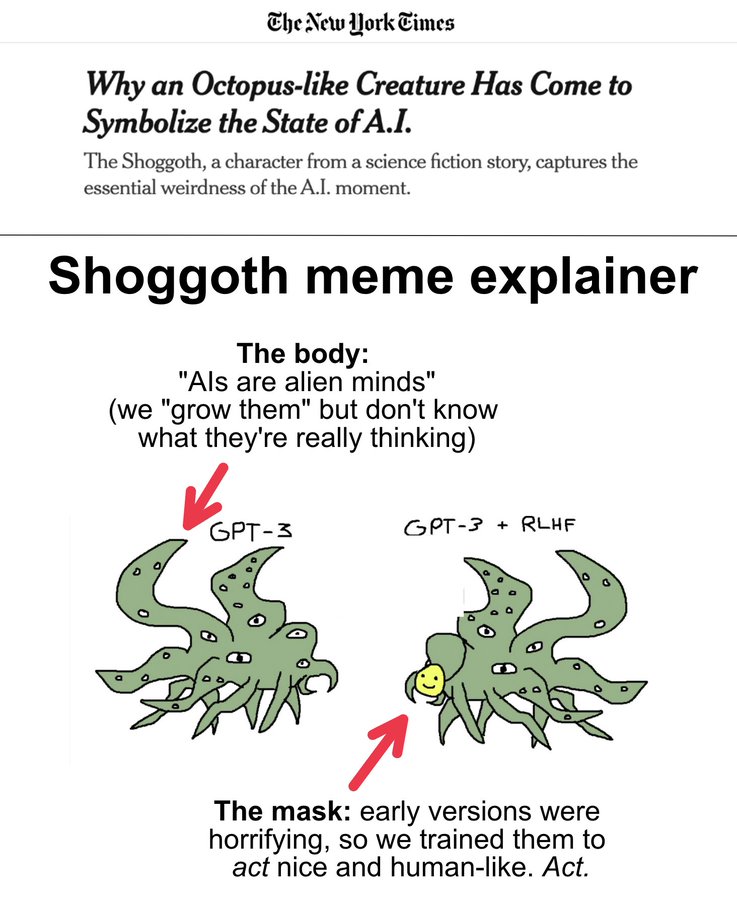 The New York Times
Why an Octopus-like Creature Has Come to
Symbolize the State of A.I.
The Shoggoth, a character from a science fiction story, captures the
essential weirdness of the A.I. moment.
Shoggoth meme explainer
The body:
"AIs are alien minds"
(we "grow them" but don't know
what they're really thinking)
GPT-3
GPT-3 + RLHF
The mask: early versions were
horrifying, so we trained them to
act nice and human-like. Act.